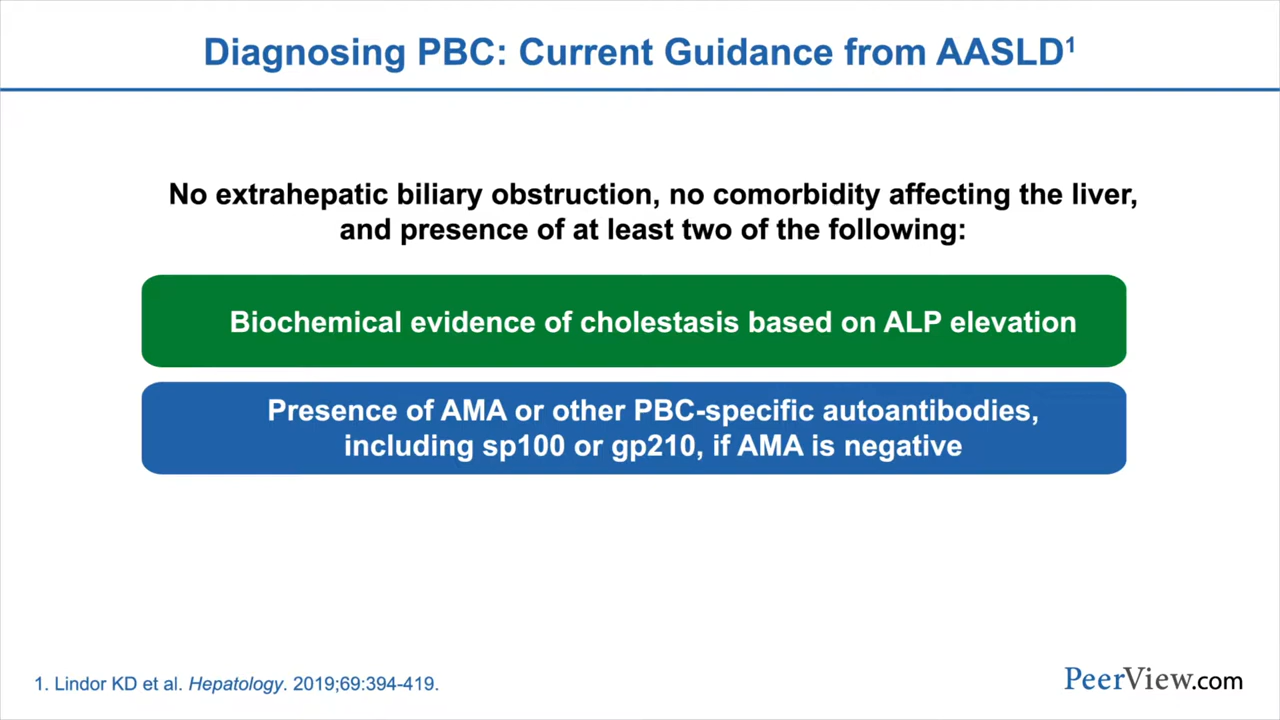 Diagnosing PBC: Current Guidance from AASLD¹
No extrahepatic biliary obstruction, no comorbidity affecting the liver,
and presence of at least two of the following:
Biochemical evidence of cholestasis based on ALP elevation
Presence of AMA or other PBC-specific autoantibodies,
including sp100 or gp210, if AMA is negative
1. Lindor KD et al. Hepatology. 2019;69:394-419.
PeerView.com